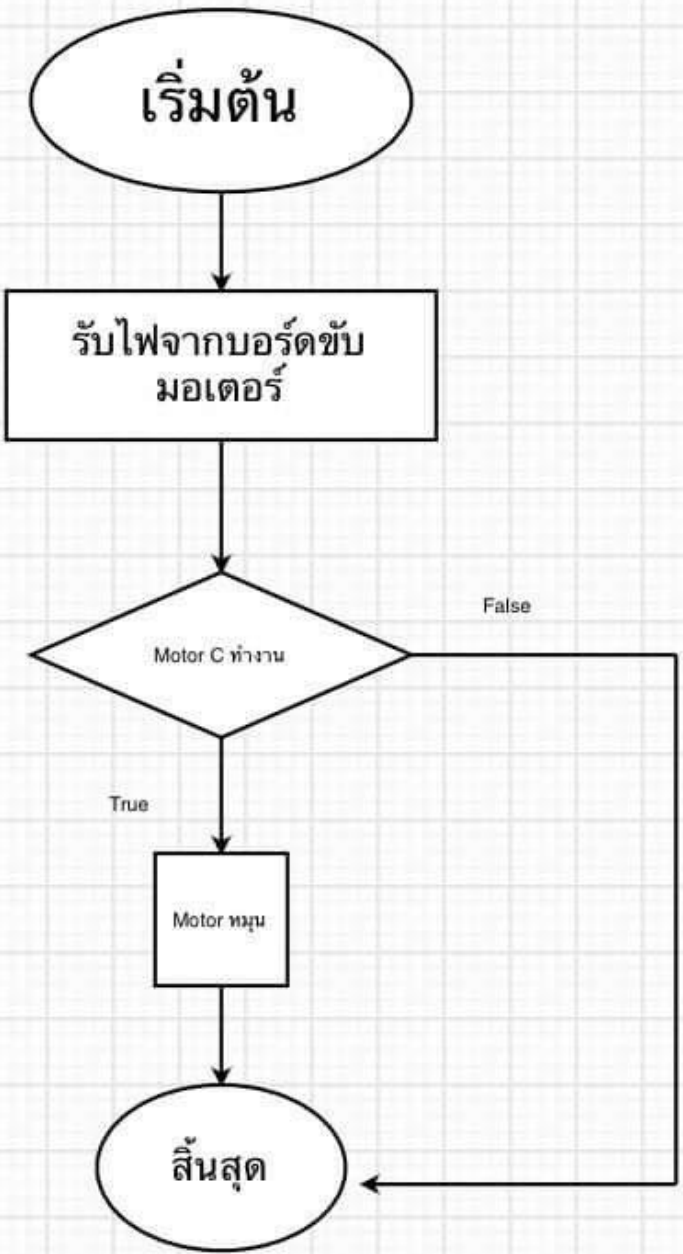 เริ่มต้น
รับไฟจากบอร์ดขับ
มอเตอร์
Motor C ทำงาน
False
True
Motor หมุน
สิ้นสุด